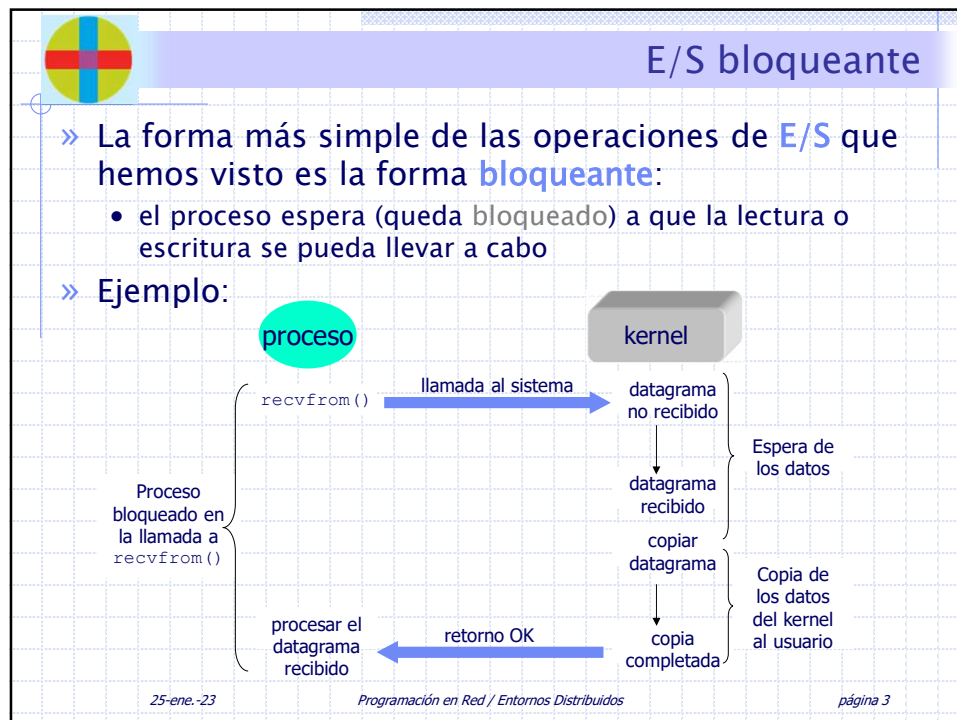 E/S bloqueante
» La forma más simple de las operaciones de E/S que
hemos visto es la forma bloqueante:
• el proceso espera (queda bloqueado) a que la lectura o
escritura se pueda llevar a cabo
» Ejemplo:
proceso
kernel
recvfrom()
llamada al sistema
datagrama
no recibido
Espera de
los datos
datagrama
recibido
Proceso
bloqueado en
la llamada a
recvfrom()
copiar
datagrama
Copia de
los datos
del kernel
al usuario
procesar el
datagrama
recibido
retorno OK
copia
completada
25-ene.-23
Programación en Red / Entornos Distribuidos
página 3